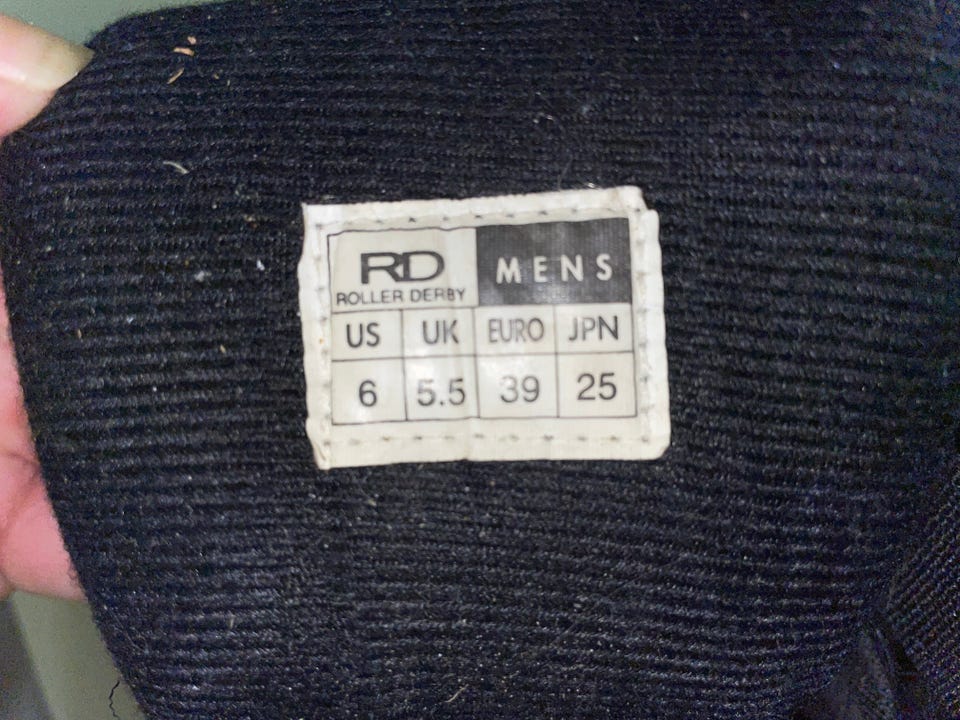 RD MENS
ROLLER DERBY
US UK EURO JPN
6 5.5 39 25